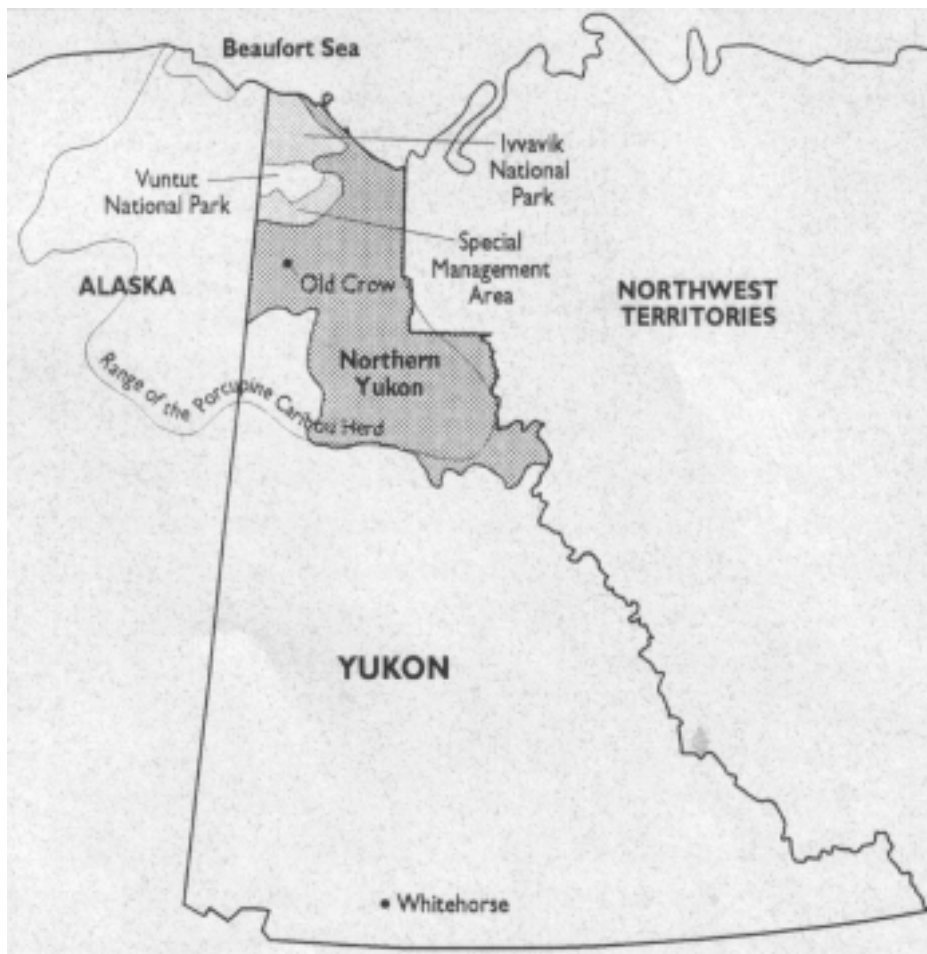 Beaufort Sea
Ivvavik
National
Park
Vuntut
National Park
Special
Management
Area
ALASKA
Old Crow
NORTHWEST
TERRITORIES
Northern
Yukon
Range of the Porcupine Caribou Herd
YUKON
Whitehorse